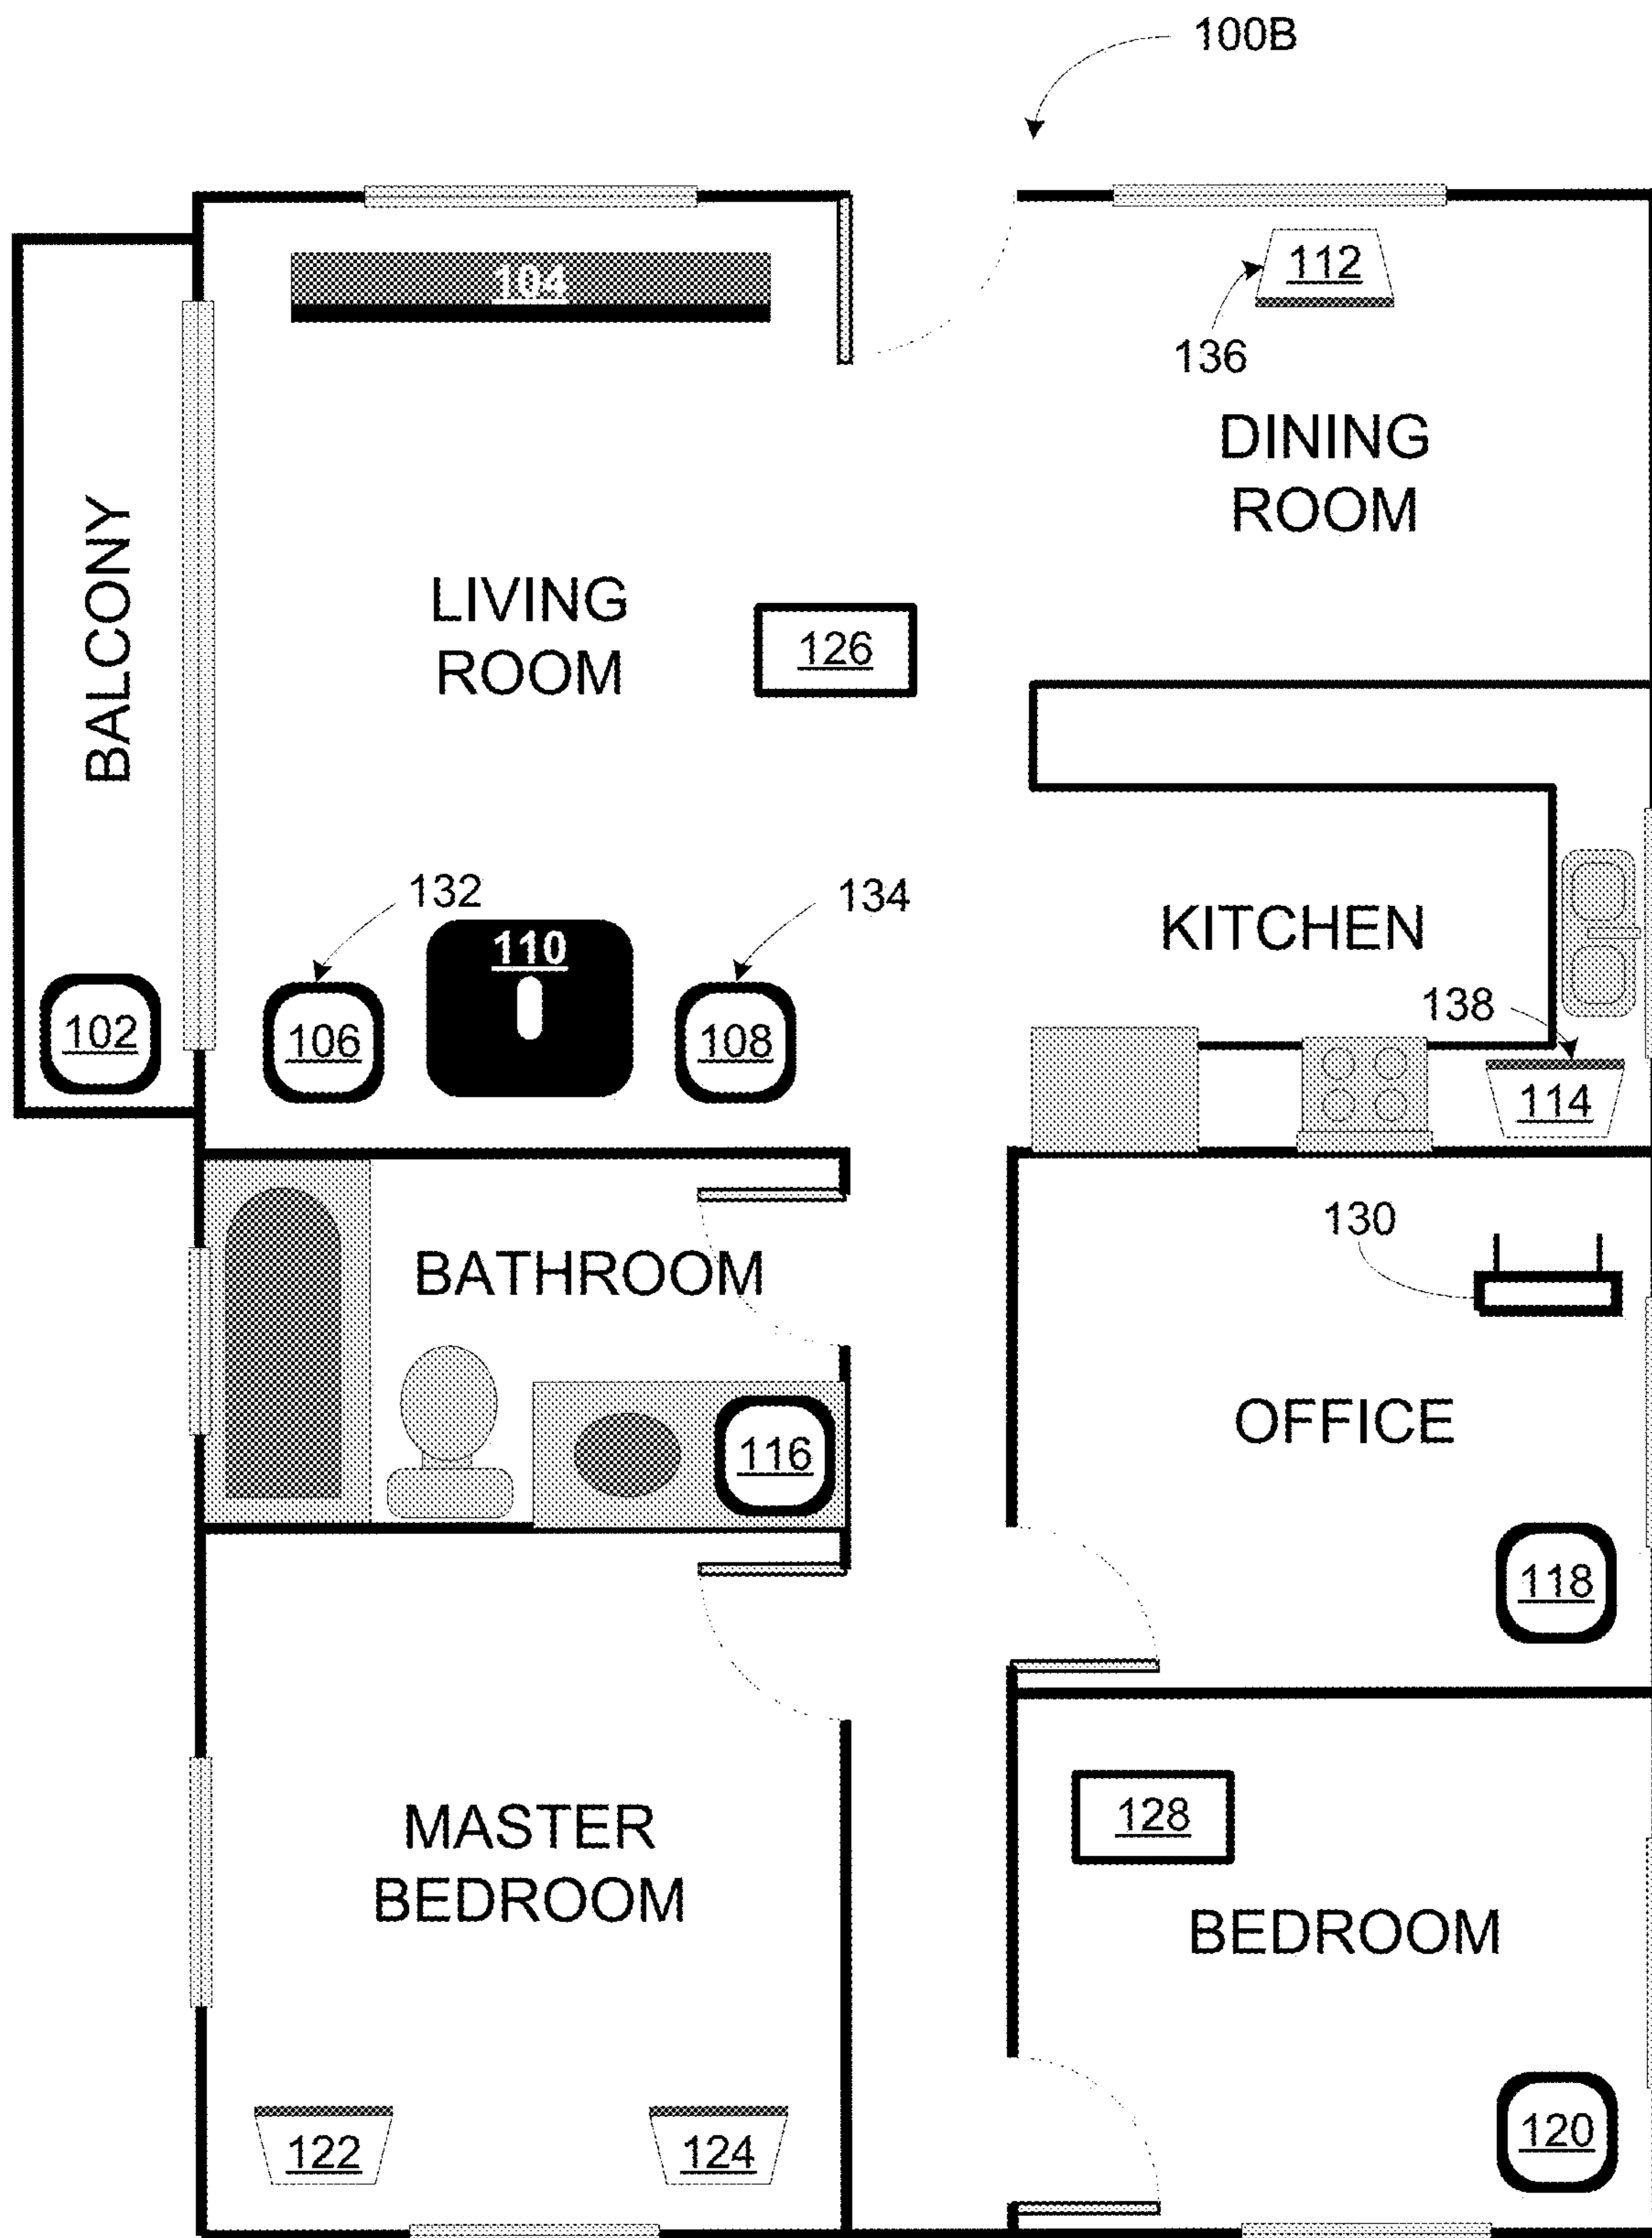 100B
104
112
136
DINING
ROOM
BALCONY
LIVING
ROOM
126
132
134
KITCHEN
110
138
102
106
108
114
130
BATHROOM
OFFICE
116
118
MASTER
BEDROOM
128
BEDROOM
122
124
120